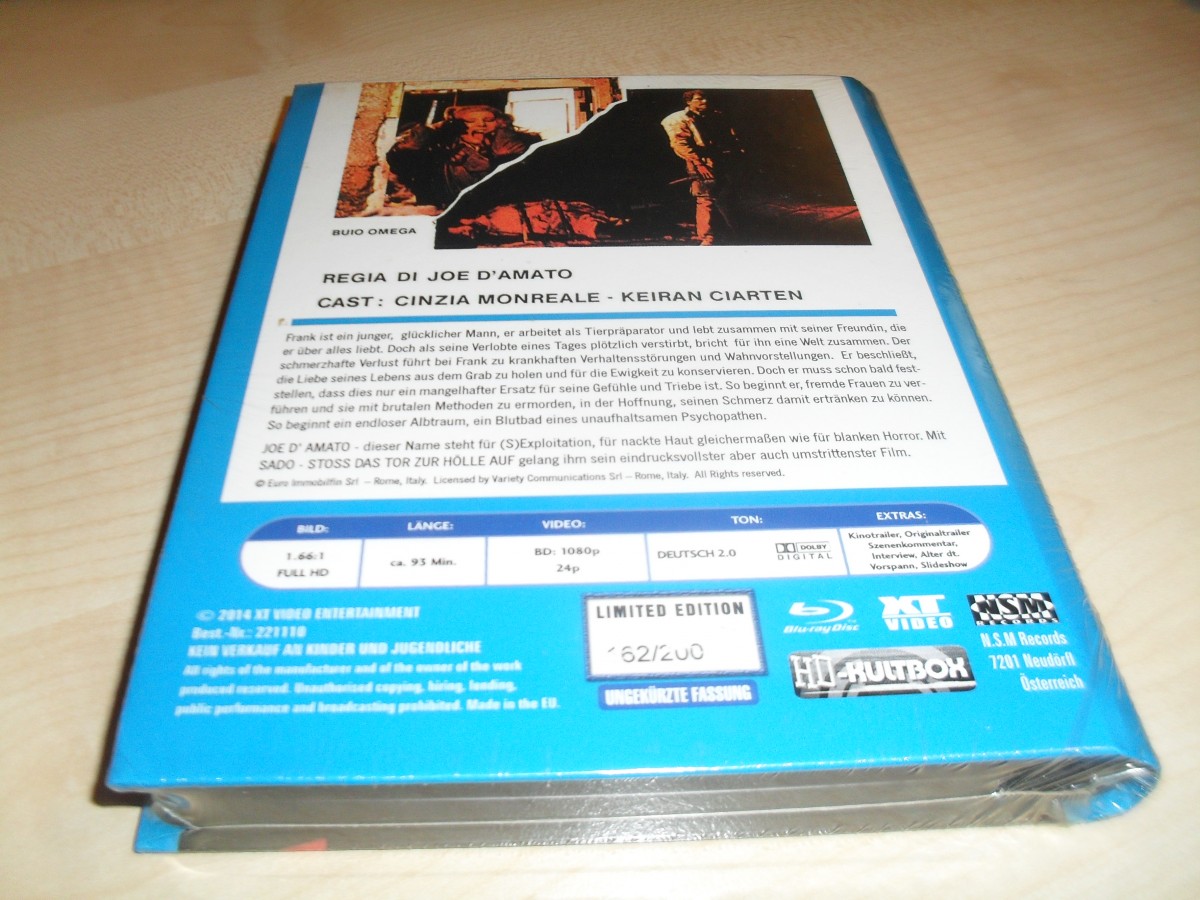 BUIO OMEGA
REGIA DI JOE D'AMATO
CAST: CINZIA MONREALE - KEIRAN CIARTEN
Frank ist ein junger, glücklicher Mann, er arbeitet als Tierpräparator und lebt zusammen mit seiner Freundin, die
er über alles liebt. Doch als seine Verlobte eines Tages plötzlich verstirbt, bricht für ihn eine Welt zusammen. Der
schmerzhafte Verlust führt bei Frank zu krankhaften Verhaltensstörungen und Wahnvorstellungen. Er beschließt,
die Liebe seines Lebens aus dem Grab zu holen und für die Ewigkeit zu konservieren. Doch er muss schon bald fest-
stellen, dass dies nur ein mangelhafter Ersatz für seine Gefühle und Triebe ist. So beginnt er, fremde Frauen zu ver-
führen und sie mit brutalen Methoden zu ermorden, in der Hoffnung, seinen Schmerz damit ertränken zu können.
So beginnt ein endloser Albtraum, ein Blutbad eines unaufhaltsamen Psychopathen.
JOE D' AMATO - dieser Name steht für (S)Exploitation, für nackte Haut gleichermaßen wie für blanken Horror. Mit
SADO - STOSS DAS TOR ZUR HÖLLE AUF gelang ihm sein eindrucksvollster aber auch umstrittenster Film.
© Euro Immobilfin Srl – Rome, Italy. Licensed by Variety Communications Srl – Rome, Italy. All Rights reserved.
BILD: LÄNGE: VIDEO: TON: EXTRAS:
1.66:1
FULL HD
ca. 93 Min.
BD: 1080p
24p
DEUTSCH 2.0
DOLBY
DIGITAL
Kinotrailer, Originaltrailer
Szenenkommentar,
Interview, Alter dt.
Vorspann, Slideshow
© 2014 XT VIDEO ENTERTAINMENT
Best.-Nr.: 221110
KEIN VERKAUF AN KINDER UND JUGENDLICHE
All rights of the manufacturer and of the owner of the work
produced reserved. Unauthorised copying, hiring, lending,
public performance and broadcasting prohibited. Made in the EU.
LIMITED EDITION
162/200
UNGEKÜRZTE FASSUNG
Blu-ray Disc
XT
VIDEO
NSM
RECORDS
HD-KULTBOX
N.S.M Records
7201 Neudörfl
Österreich